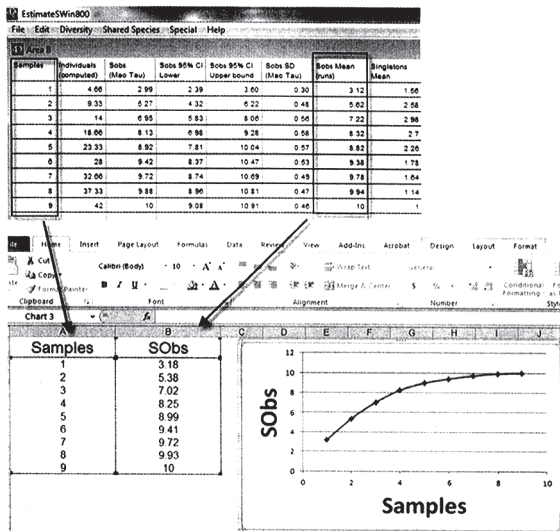 EstimateSWin800
File Edit Diversity Shared Species Special Help
Area B
Samples Individuals (computed) Sobs (Mao Tau) Sobs 95% CI Lower Sobs 95% CI Upper bound Sobs SD (Mao Tau) Sobs Mean (runs) Singletons Mean
1 4.66 2.99 2.39 3.60 0.30 3.12 1.66
2 9.33 5.27 4.32 6.22 0.48 5.62 2.58
3 14 6.95 5.83 8.06 0.56 7.22 2.98
4 18.66 8.13 6.98 9.28 0.58 8.32 2.7
5 23.33 8.92 7.81 10.04 0.57 8.82 2.26
6 28 9.42 8.37 10.47 0.53 9.38 1.78
7 32.66 9.72 8.74 10.69 0.49 9.78 1.64
8 37.33 9.88 8.96 10.81 0.47 9.94 1.14
9 42 10 9.08 10.91 0.46 10 1
Home Insert Page Layout Formulas Data Review View Add-Ins Acrobat Design Layout Format
Cut Calibri (Body) 10 A A Wrap Text General
Copy
Format Painter B I U A Merge & Center $ % Conditional Formatting
Clipboard Font Alignment Number
Chart 3 fx
A B C D E F G H I J
Samples SObs
1 3.18
2 5.38
3 7.02
4 8.25
5 8.99
6 9.41
7 9.72
8 9.93
9 10
12
10
8
6
4
2
0
SObs
0 2 4 6 8 10
Samples